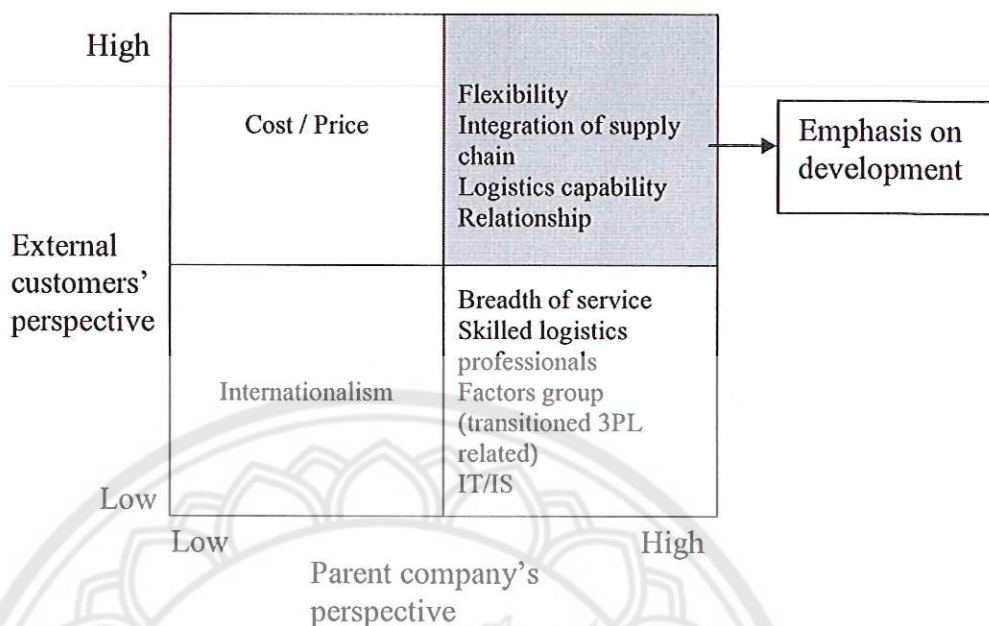 High
Cost / Price
Flexibility
Integration of supply
chain
Logistics capability
Relationship
Emphasis on
development
External
customers’
perspective
Internationalism
Breadth of service
Skilled logistics
professionals
Factors group
(transitioned 3PL
related)
IT/IS
Low
Low
High
Parent company’s
perspective